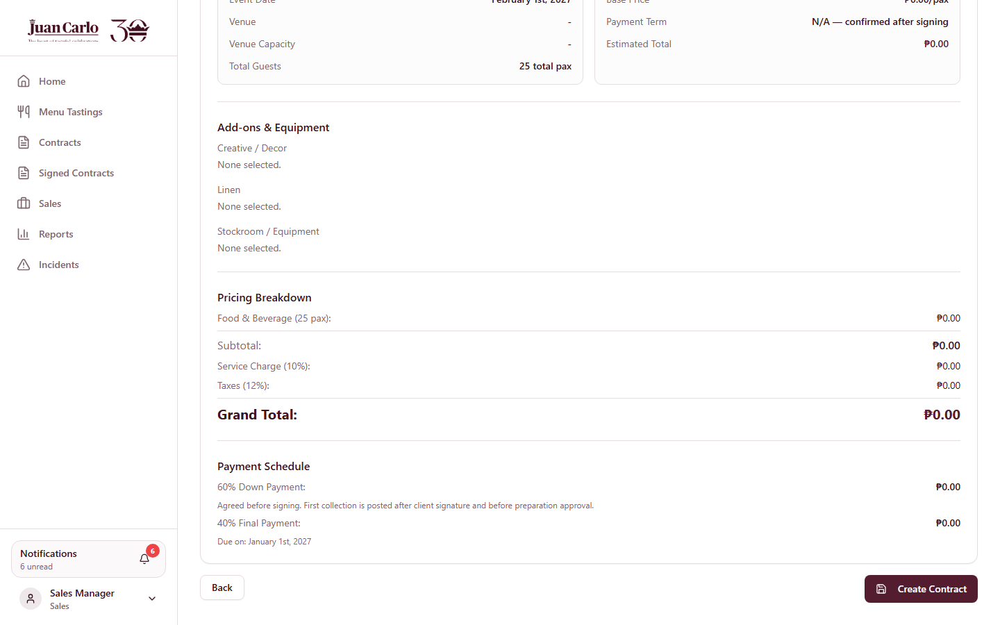 Juan Carlo 30
Home
Menu Tastings
Contracts
Signed Contracts
Sales
Reports
Incidents
Notifications
6 unread
6
Sales Manager
Sales
Event Date February 1st, 2027
Venue -
Venue Capacity -
Total Guests 25 total pax
Base Price ₱0.00/pax
Payment Term N/A — confirmed after signing
Estimated Total ₱0.00
Add-ons & Equipment
Creative / Decor
None selected.
Linen
None selected.
Stockroom / Equipment
None selected.
Pricing Breakdown
Food & Beverage (25 pax): ₱0.00
Subtotal: ₱0.00
Service Charge (10%): ₱0.00
Taxes (12%): ₱0.00
Grand Total: ₱0.00
Payment Schedule
60% Down Payment: ₱0.00
Agreed before signing. First collection is posted after client signature and before preparation approval.
40% Final Payment: ₱0.00
Due on: January 1st, 2027
Back
Create Contract